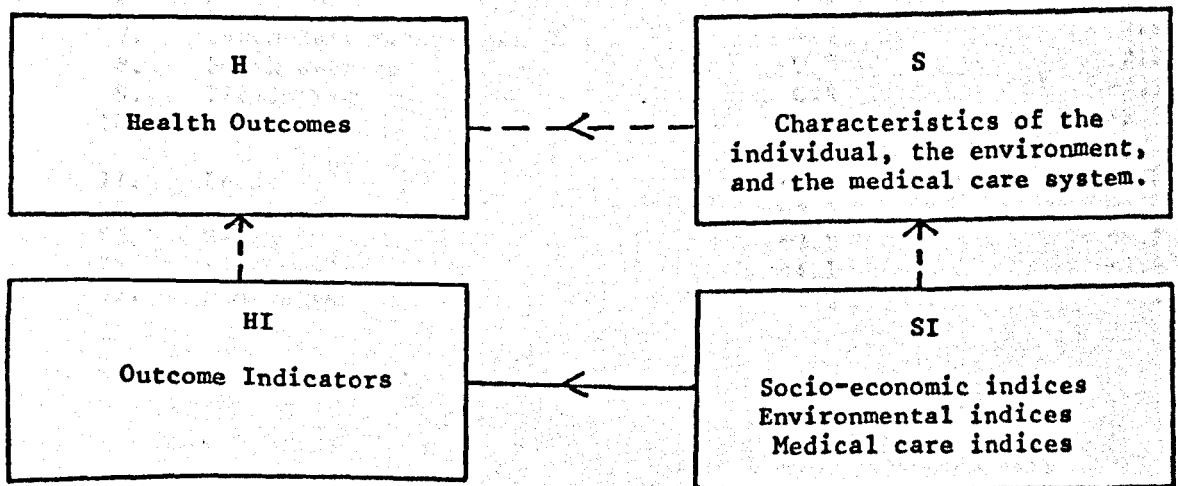 H
Health Outcomes
S
Characteristics of the
individual, the environment,
and the medical care system.
HI
Outcome Indicators
SI
Socio-economic indices
Environmental indices
Medical care indices